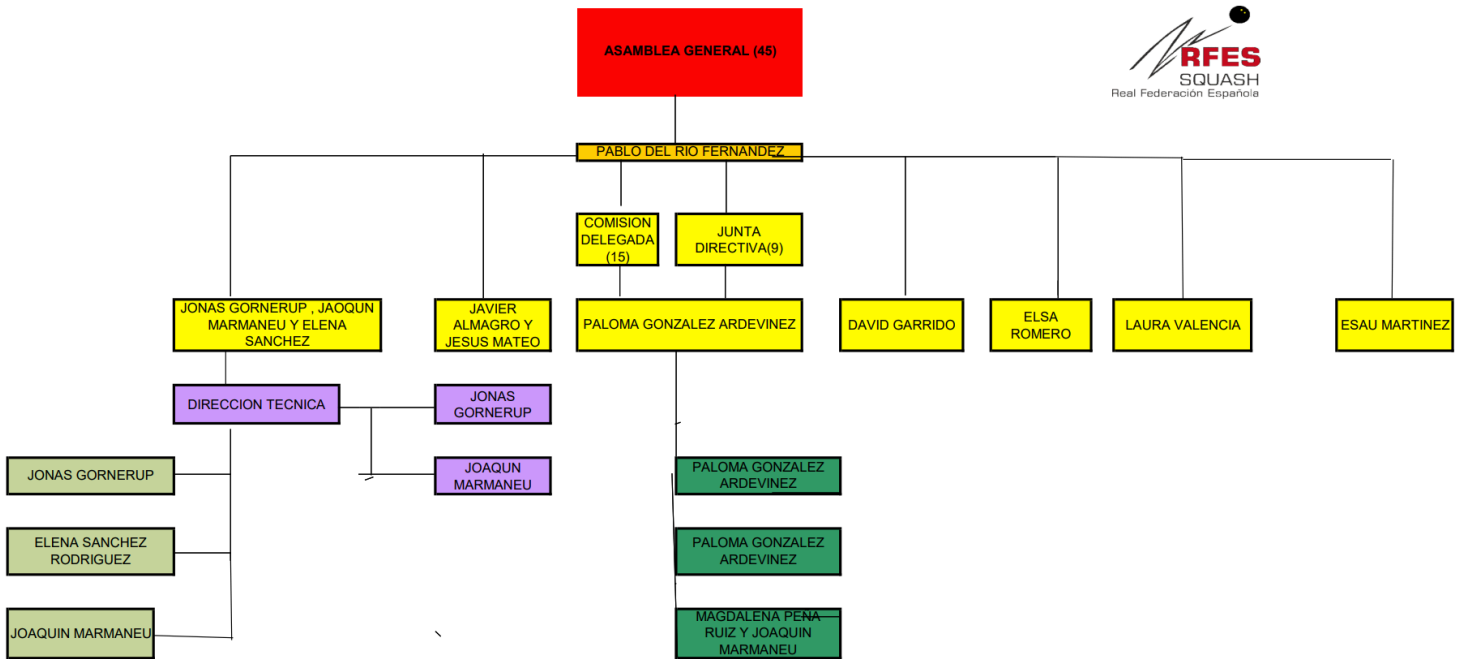 ASAMBLEA GENERAL (45)
RFES
SQUASH
Real Federación Española
PABLO DEL RIO FERNANDEZ
COMISION
DELEGADA
(15)
JUNTA
DIRECTIVA(9)
JONAS GORNERUP , JAOQUN
MARMANEU Y ELENA
SANCHEZ
JAVIER
ALMAGRO Y
JESUS MATEO
PALOMA GONZALEZ ARDEVINEZ
DAVID GARRIDO
ELSA
ROMERO
LAURA VALENCIA
ESAU MARTINEZ
DIRECCION TECNICA
JONAS
GORNERUP
JONAS GORNERUP
JOAQUN
MARMANEU
PALOMA GONZALEZ
ARDEVINEZ
ELENA SANCHEZ
RODRIGUEZ
PALOMA GONZALEZ
ARDEVINEZ
JOAQUIN MARMANEU
MAGDALENA PEÑA
RUIZ Y JOAQUIN
MARMANEU